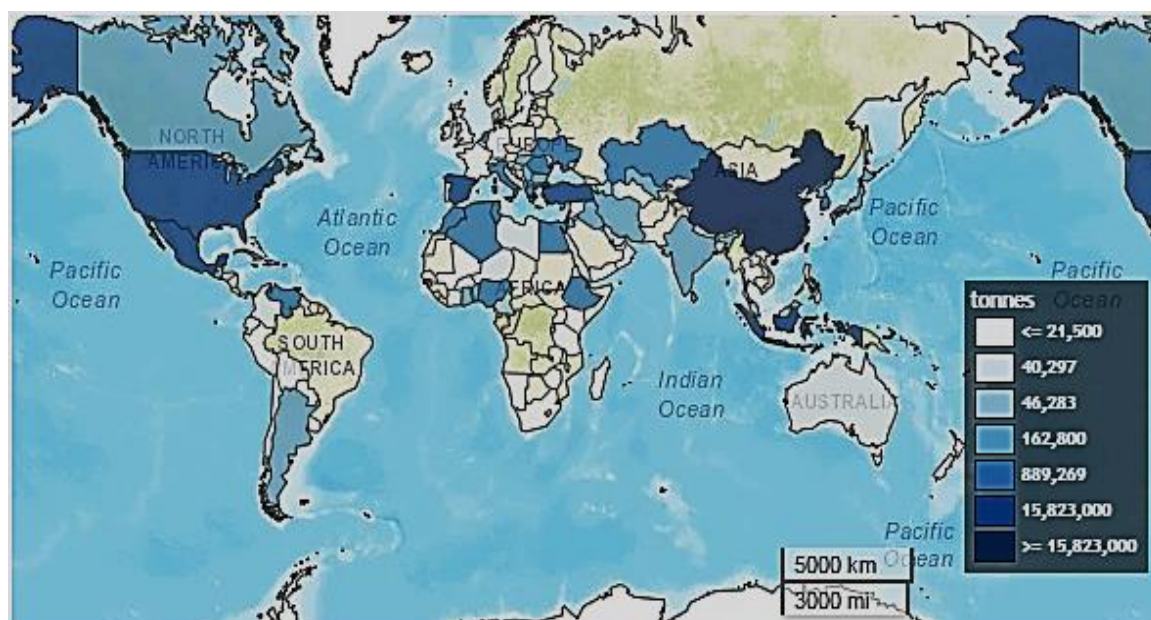 NORTH
AMERIC
EUROPE
ASIA
Atlantic
Ocean
Pacific
Ocean
Pacific
Ocean
Pacific
Ocean
AFRICA
SOUTH
AMERICA
Indian
Ocean
AUSTRALIA
tonnes
<= 21,500
40,297
46,283
162,800
889,269
15,823,000
>= 15,823,000
Pacific
Ocean
5000 km
3000 mi